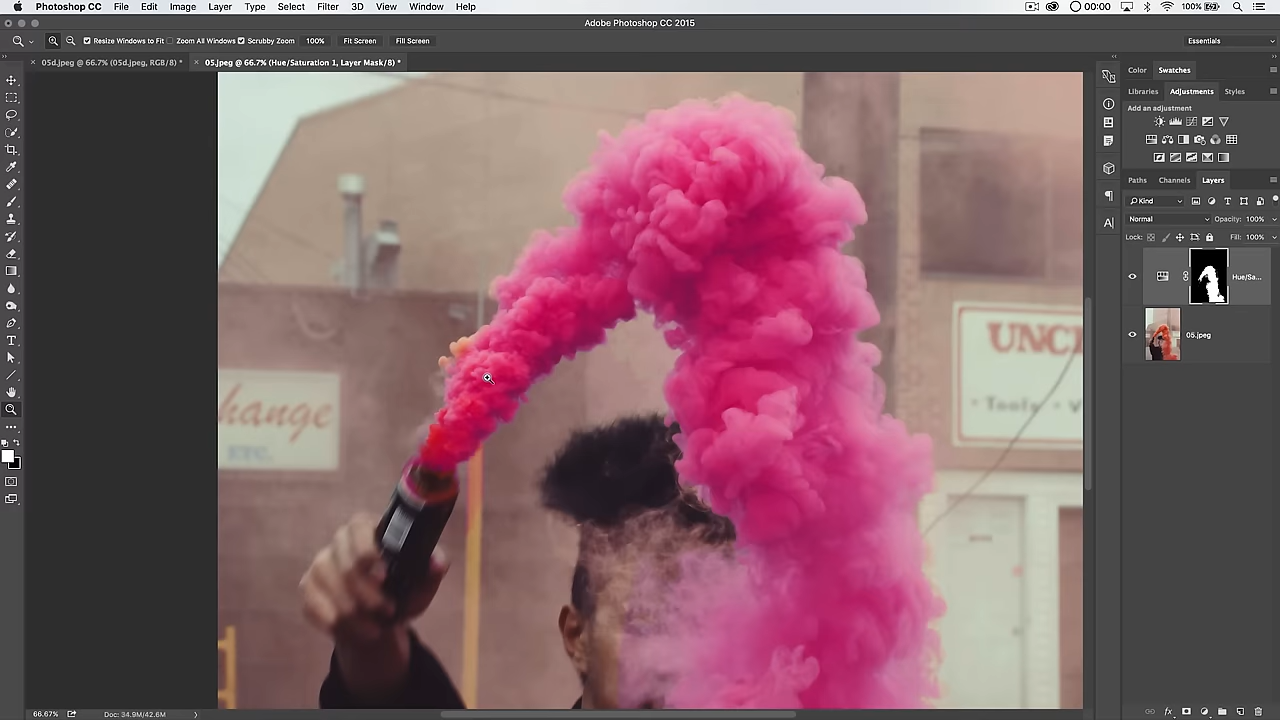 Photoshop CC File Edit Image Layer Type Select Filter 3D View Window Help 00:00 100%
Adobe Photoshop CC 2015
Resize Windows to Fit Zoom All Windows Scrubby Zoom 100% Fit Screen Fill Screen Essentials
05d.jpeg @ 66.7% (05d.jpeg, RGB/8) * 05.jpeg @ 66.7% (Hue/Saturation 1, Layer Mask/8) *
Color Swatches
Libraries Adjustments Styles
Add an adjustment
Paths Channels Layers
Kind
Normal Opacity: 100%
Lock: Fill: 100%
Hue/Sa...
05.jpeg
UNCL
Tools
hange
ETC.
66.67% Doc: 34.9M/42.6M